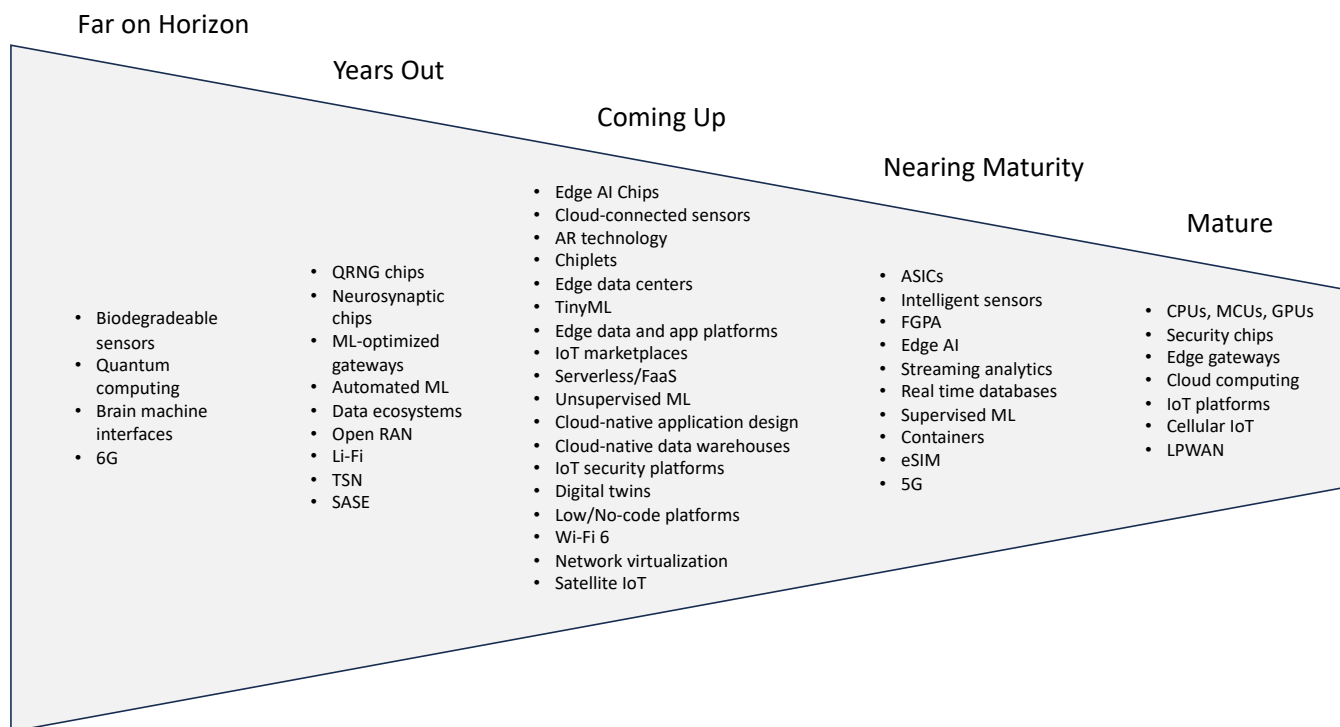 Far on Horizon
Years Out
Coming Up
Nearing Maturity
Mature
• Biodegradeable
sensors
• Quantum
computing
• Brain machine
interfaces
• 6G
• QRNG chips
• Neurosynaptic
chips
• ML-optimized
gateways
• Automated ML
• Data ecosystems
• Open RAN
• Li-Fi
• TSN
• SASE
• Edge AI Chips
• Cloud-connected sensors
• AR technology
• Chiplets
• Edge data centers
• TinyML
• Edge data and app platforms
• IoT marketplaces
• Serverless/FaaS
• Unsupervised ML
• Cloud-native application design
• Cloud-native data warehouses
• IoT security platforms
• Digital twins
• Low/No-code platforms
• Wi-Fi 6
• Network virtualization
• Satellite IoT
• ASICs
• Intelligent sensors
• FGPA
• Edge AI
• Streaming analytics
• Real time databases
• Supervised ML
• Containers
• eSIM
• 5G
• CPUs, MCUs, GPUs
• Security chips
• Edge gateways
• Cloud computing
• IoT platforms
• Cellular IoT
• LPWAN